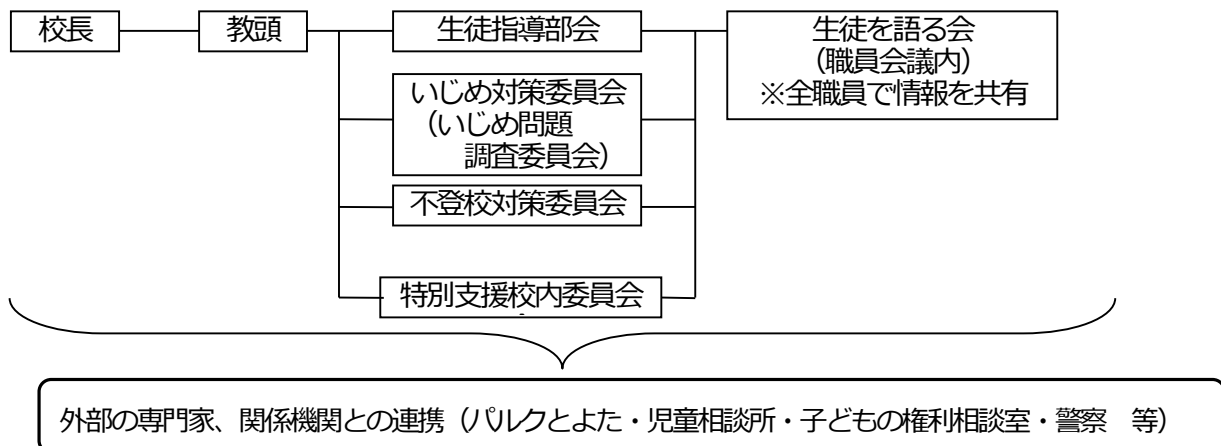 校長
教頭
生徒指導部会
いじめ対策委員会
（いじめ問題
調査委員会）
不登校対策委員会
特別支援校内委員会
生徒を語る会
（職員会議内）
※全職員で情報を共有
外部の専門家、関係機関との連携（パルクとよた・児童相談所・子どもの権利相談室・警察　等）